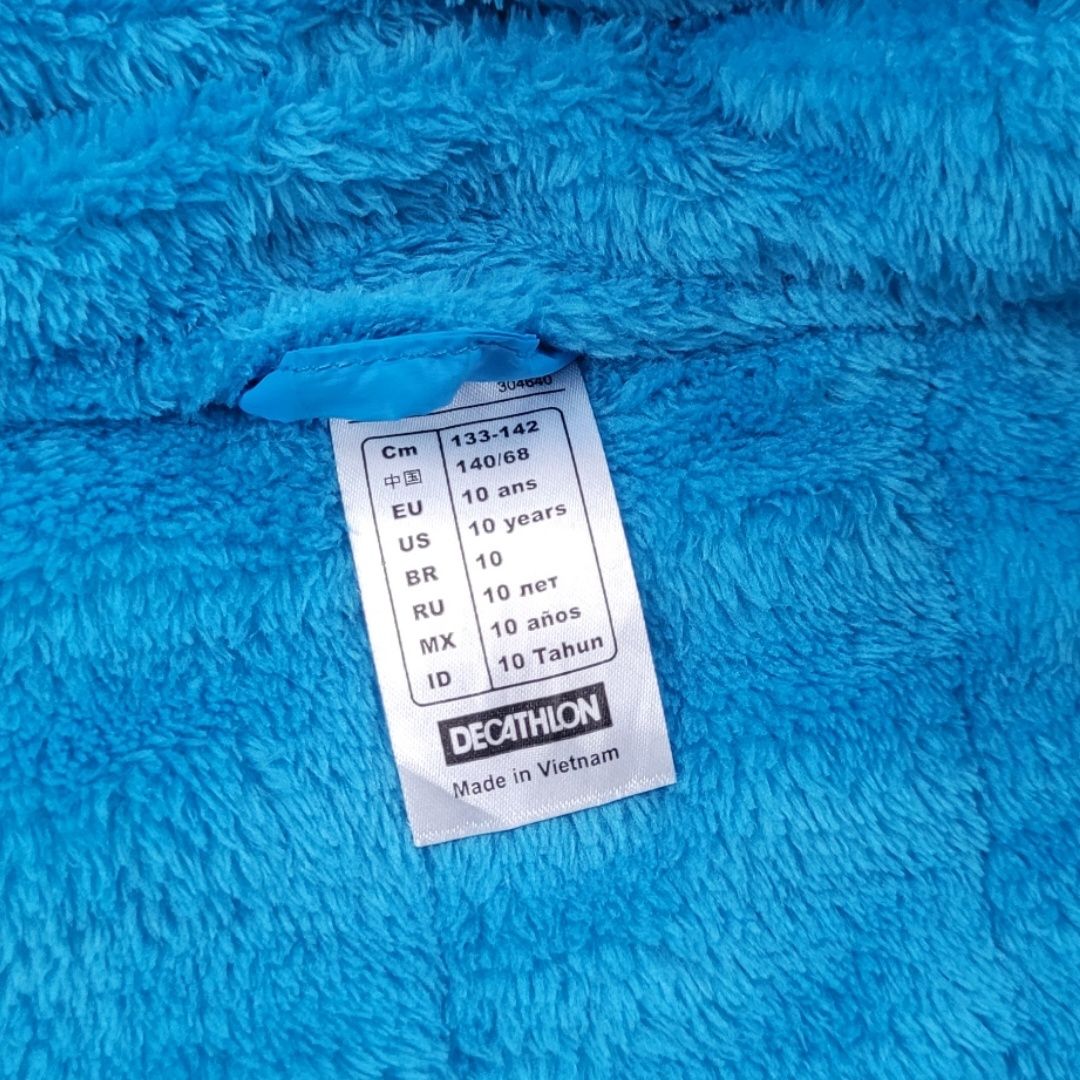 304640
Cm 133-142
中国 140/68
EU 10 ans
US 10 years
BR 10
RU 10 лет
MX 10 años
ID 10 Tahun
DECATHLON
Made in Vietnam